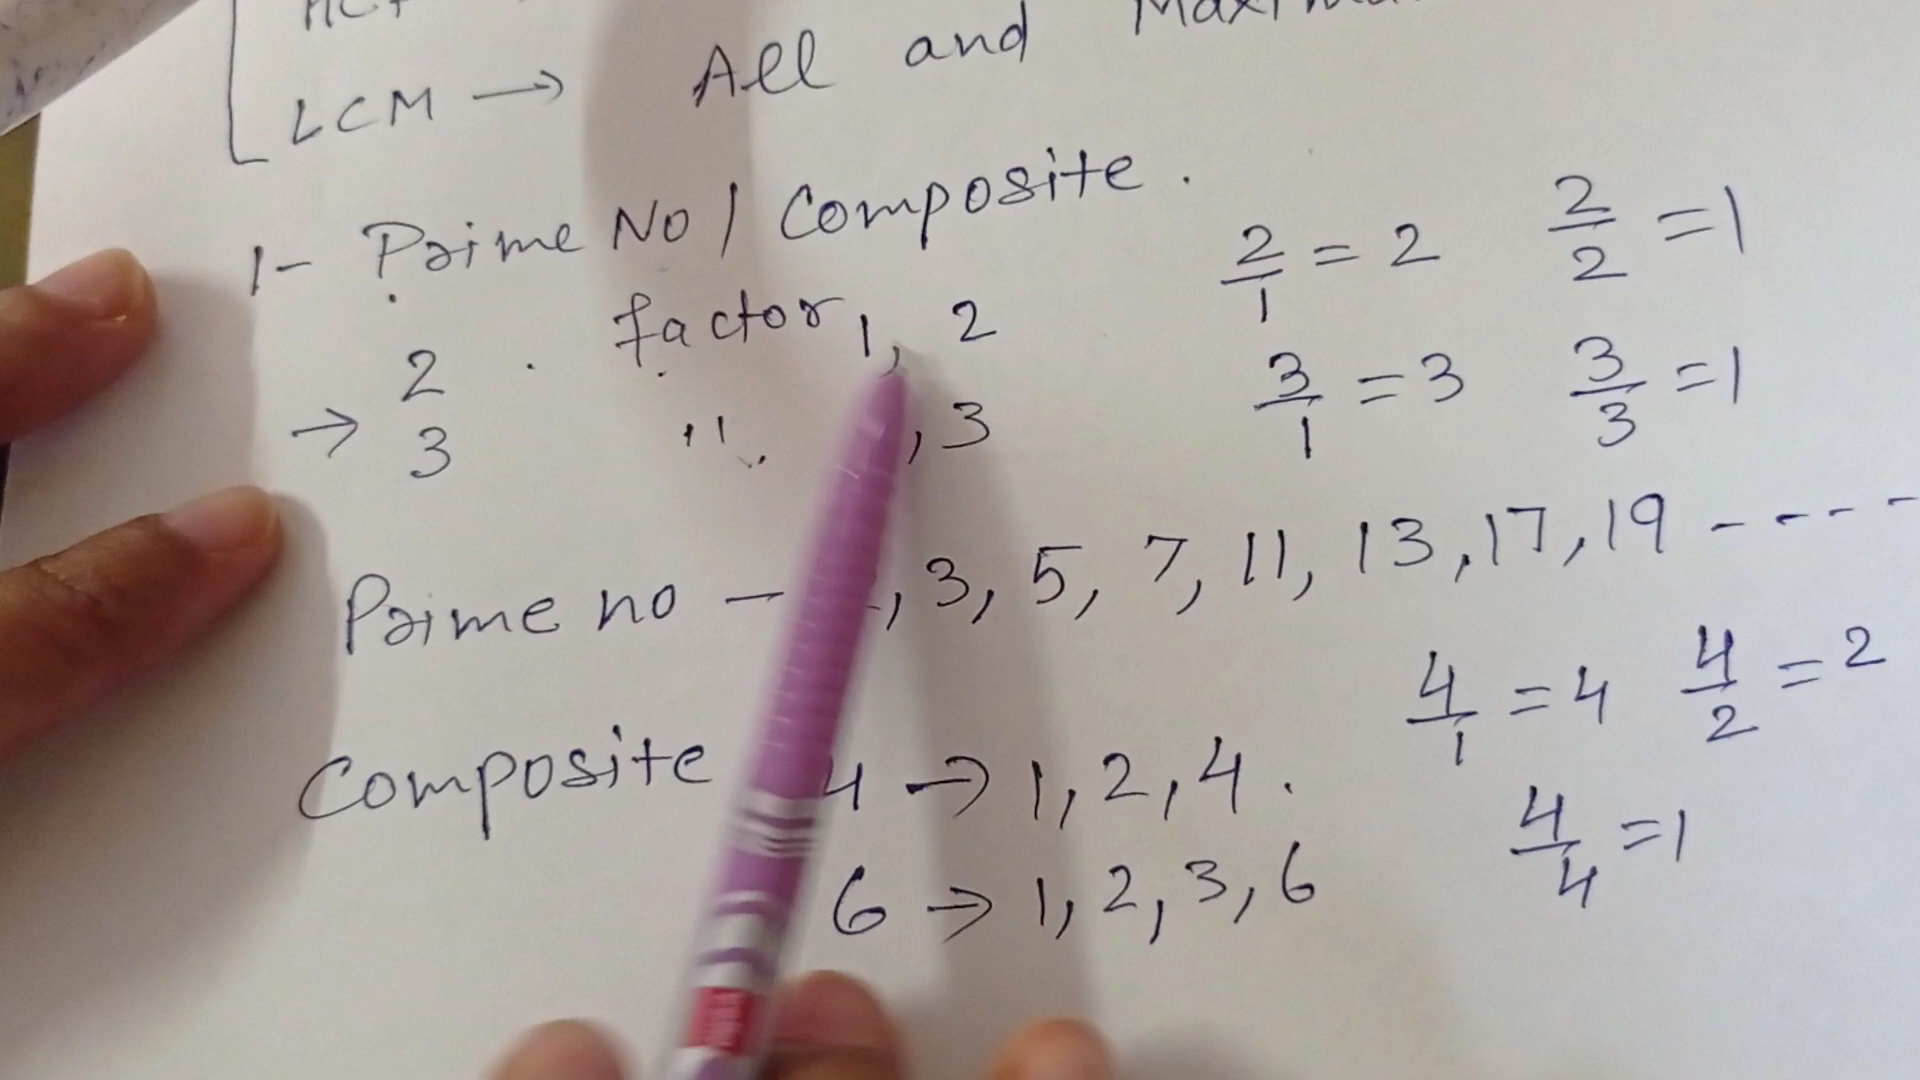 LCM → All and
1- Prime No / Composite.
2 . factor 1, 2
2/1 = 2 2/2 = 1
→ 3 " , 3
3/1 = 3 3/3 = 1
Prime no - , 3, 5, 7, 11, 13, 17, 19 - - - -
4/1 = 4 4/2 = 2
Composite 4 → 1, 2, 4.
4/4 = 1
6 → 1, 2, 3, 6